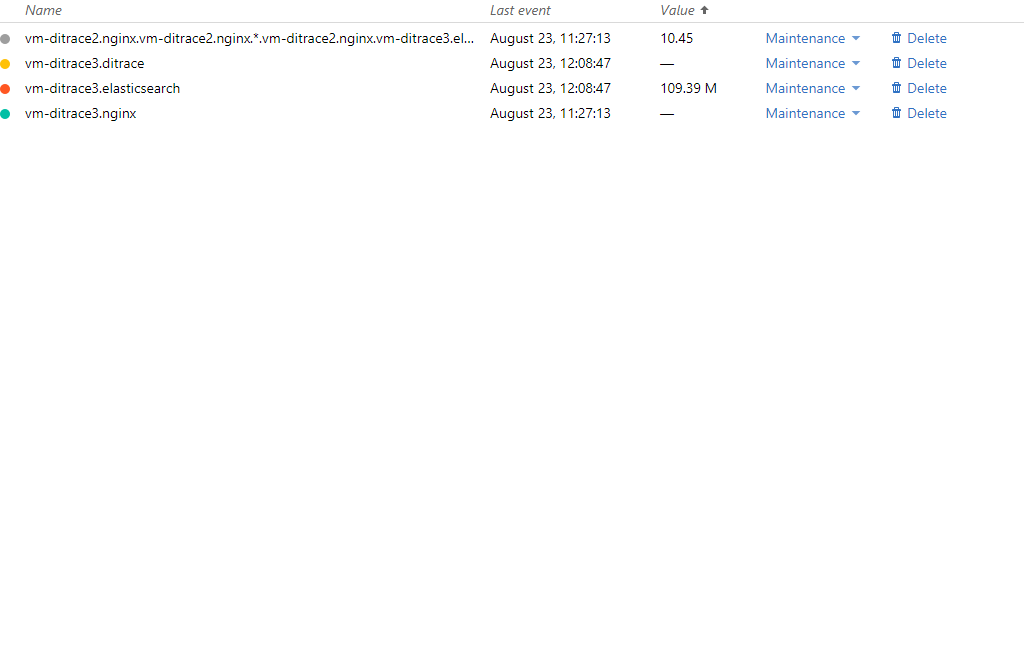 Name Last event Value
vm-ditrace2.nginx.vm-ditrace2.nginx.*.vm-ditrace2.nginx.vm-ditrace3.el... August 23, 11:27:13 10.45 Maintenance Delete
vm-ditrace3.ditrace August 23, 12:08:47 — Maintenance Delete
vm-ditrace3.elasticsearch August 23, 12:08:47 109.39 M Maintenance Delete
vm-ditrace3.nginx August 23, 11:27:13 — Maintenance Delete